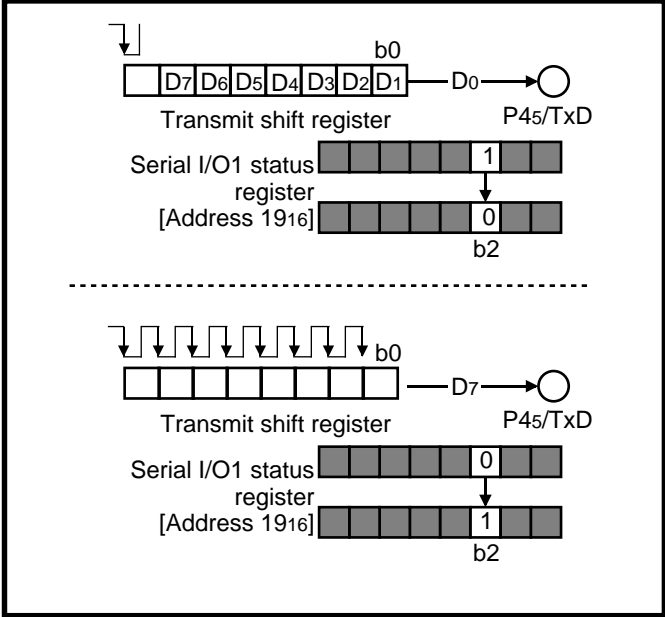 b0
D7 D6 D5 D4 D3 D2 D1 D0
Transmit shift register P45/TxD
1
Serial I/O1 status
register
[Address 1916] 0
b2
b0
D7
Transmit shift register P45/TxD
0
Serial I/O1 status
register
[Address 1916] 1
b2